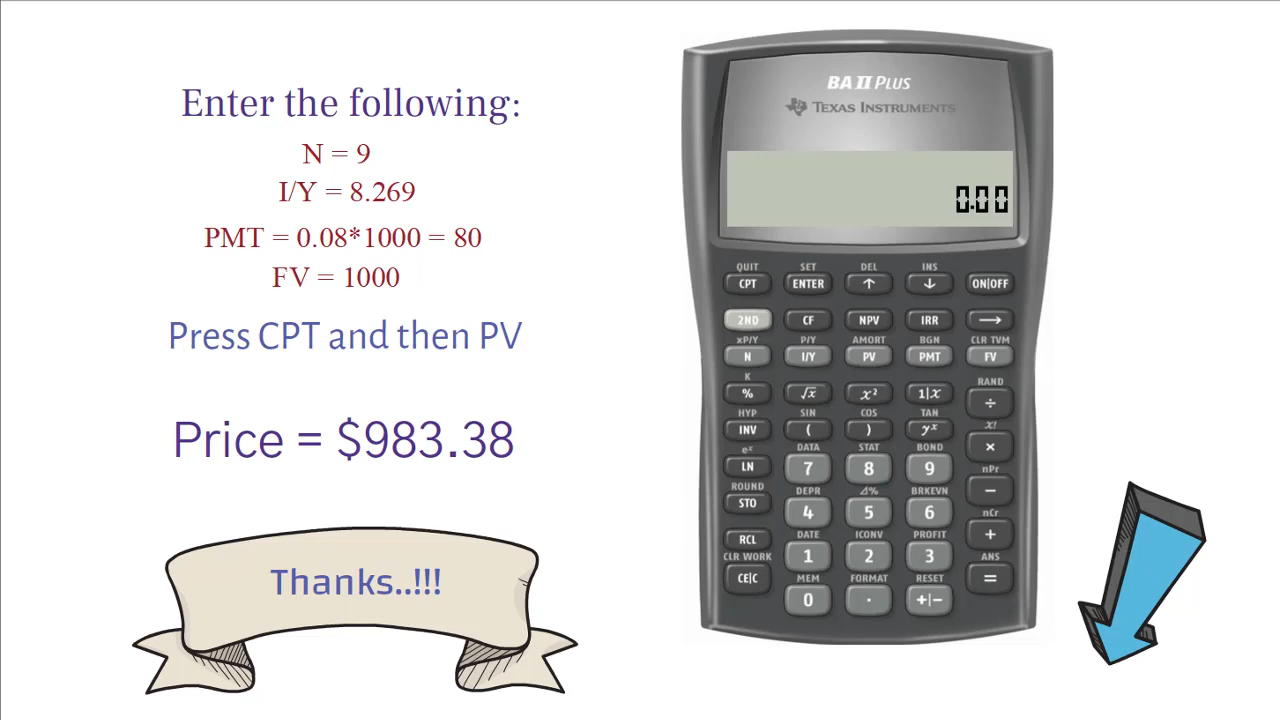 Enter the following:
N = 9
I/Y = 8.269
PMT = 0.08*1000 = 80
FV = 1000
Press CPT and then PV
Price = $983.38
Thanks..!!!
BA II PLUS
TEXAS INSTRUMENTS
0.00
QUIT SET DEL INS
CPT ENTER ↑ ↓ ON|OFF
2ND CF NPV IRR →
xP/Y P/Y AMORT BGN CLR TVM
N I/Y PV PMT FV
K RAND
% √x x² 1|x ÷
HYP SIN COS TAN x!
INV ( ) yˣ ×
eˣ DATA STAT BOND nPr
LN 7 8 9 −
ROUND DEPR Δ% BRKEVN nCr
STO 4 5 6 +
RCL DATE ICONV PROFIT ANS
1 2 3 =
CLR WORK MEM FORMAT RESET
CE|C 0 . +|−